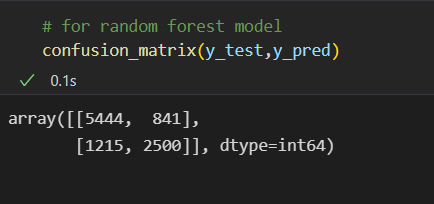 # for random forest model
confusion_matrix(y_test,y_pred)
✓ 0.1s
array([[5444,  841],
       [1215, 2500]], dtype=int64)